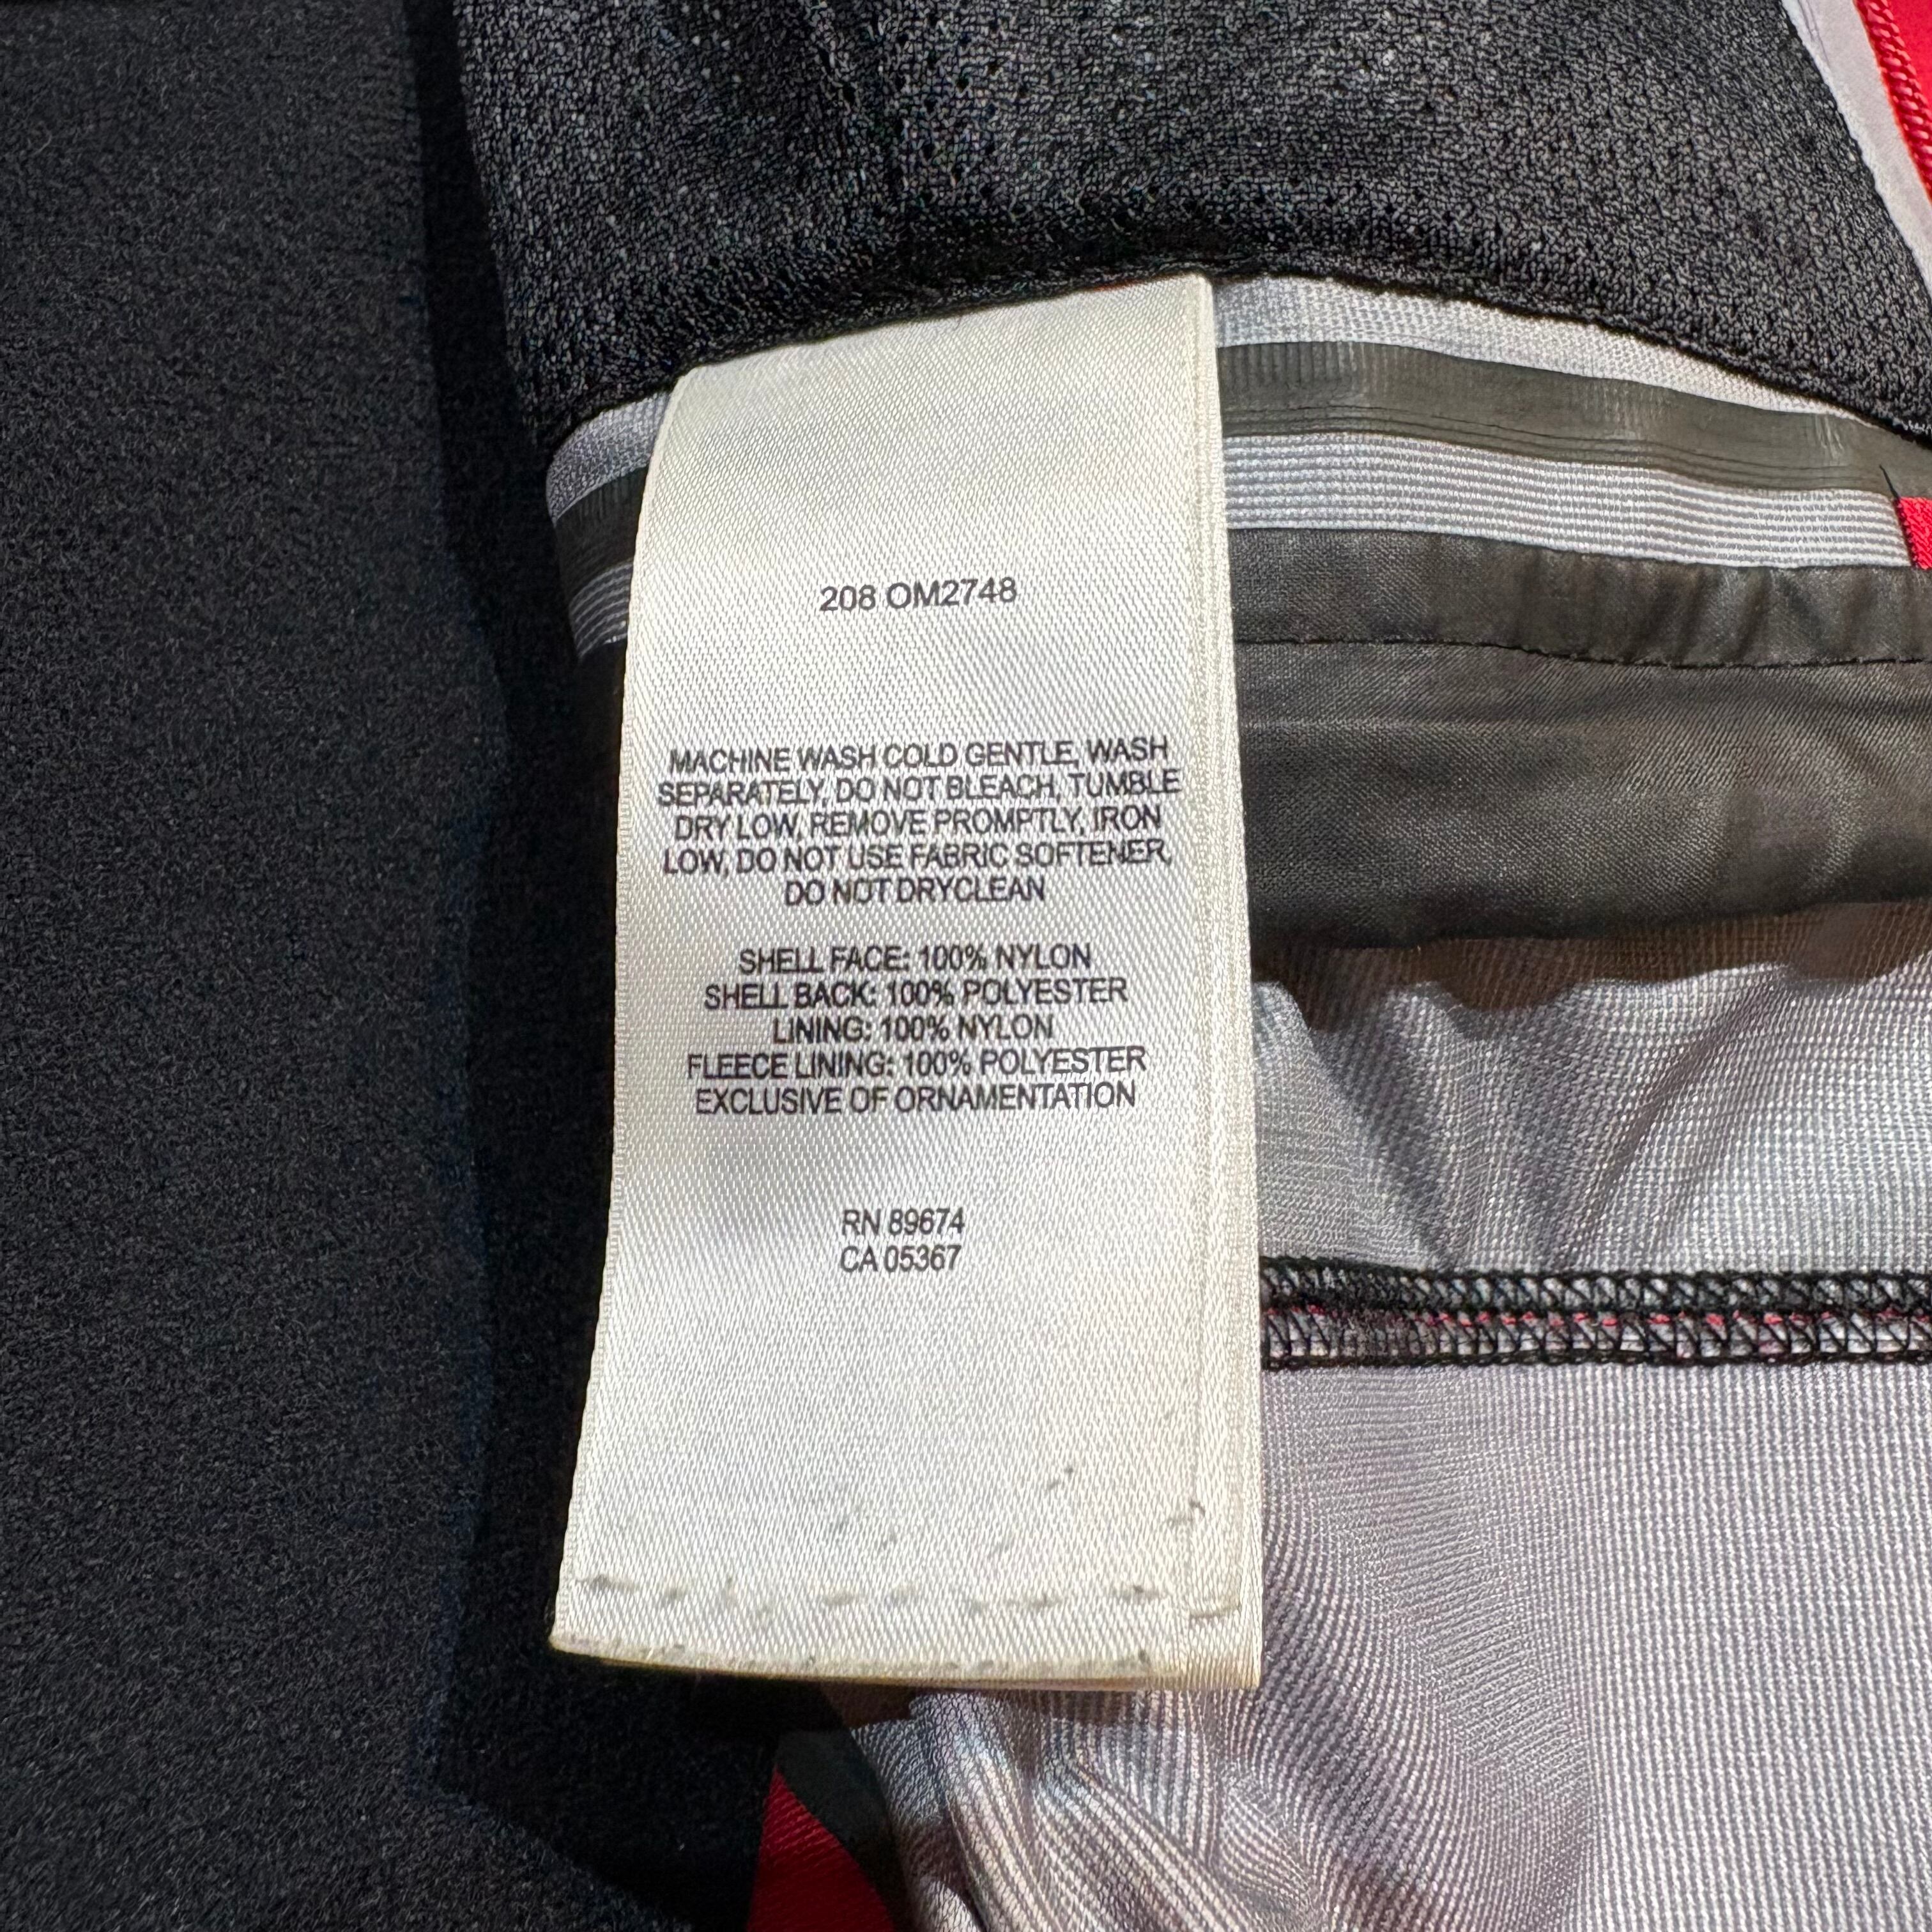 208 OM2748
MACHINE WASH COLD GENTLE, WASH
SEPARATELY, DO NOT BLEACH, TUMBLE
DRY LOW, REMOVE PROMPTLY, IRON
LOW, DO NOT USE FABRIC SOFTENER,
DO NOT DRYCLEAN
SHELL FACE: 100% NYLON
SHELL BACK: 100% POLYESTER
LINING: 100% NYLON
FLEECE LINING: 100% POLYESTER
EXCLUSIVE OF ORNAMENTATION
RN 89674
CA 05367